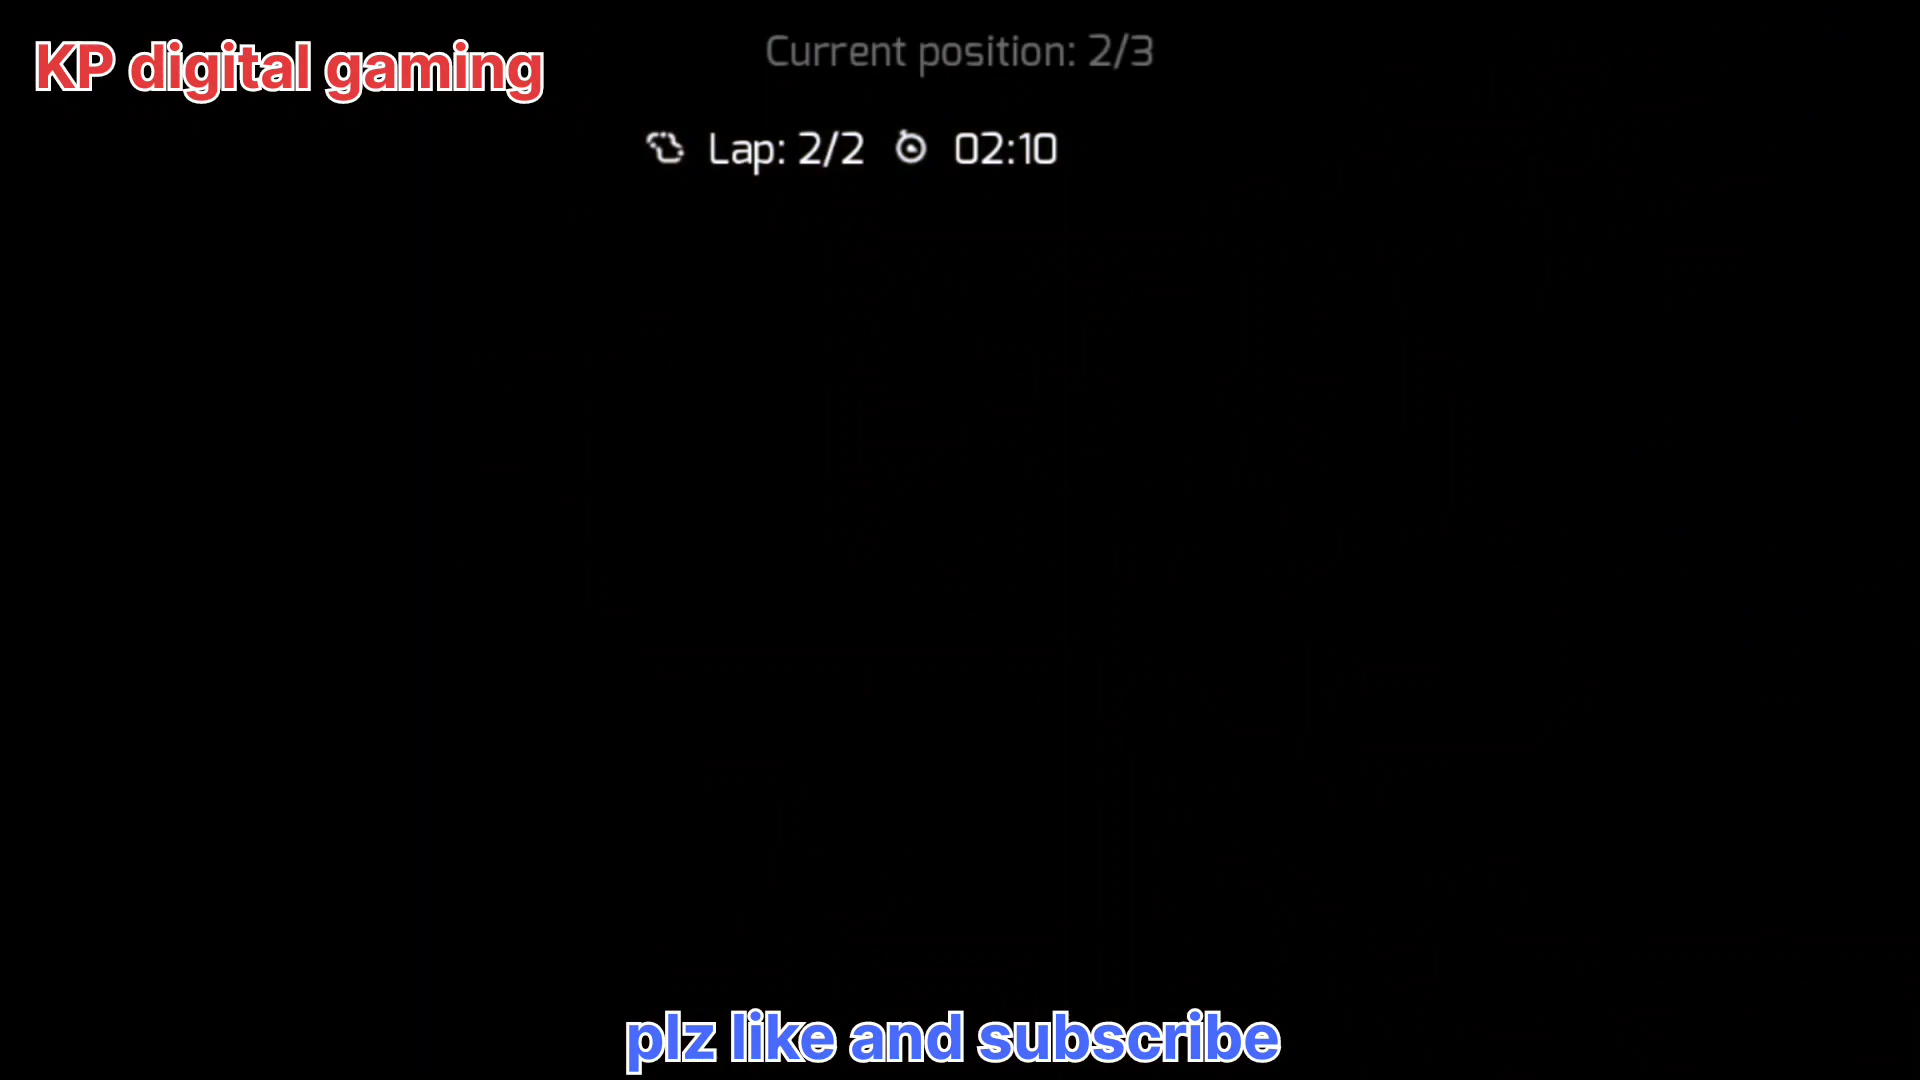 KP digital gaming
Current position: 2/3
Lap: 2/2 02:10
plz like and subscribe